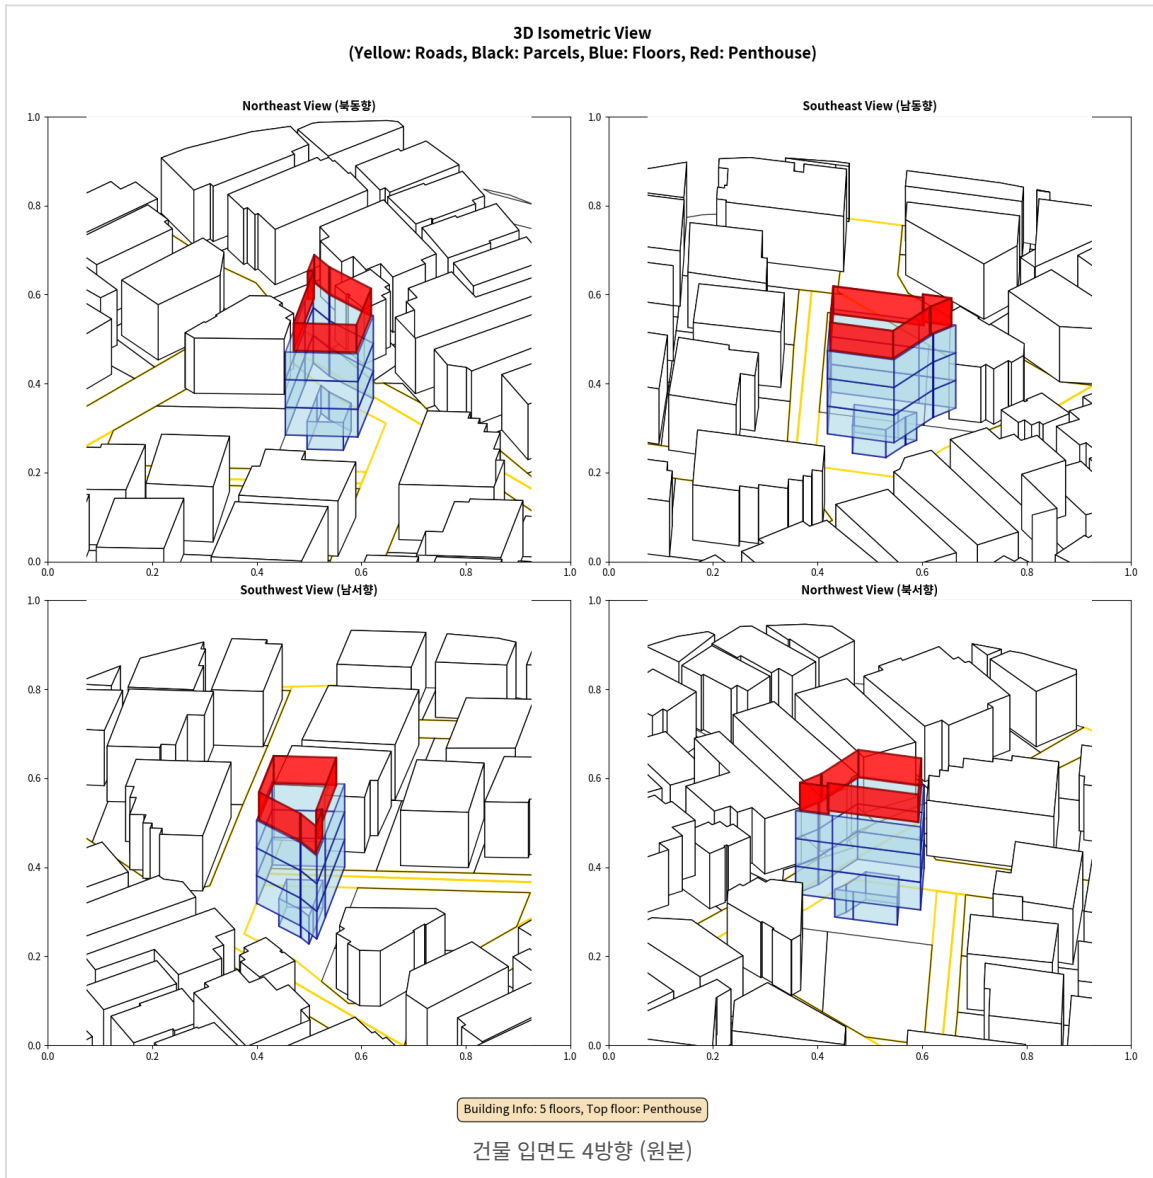 3D Isometric View
(Yellow: Roads, Black: Parcels, Blue: Floors, Red: Penthouse)
Northeast View (북동향)
1.0
0.8
0.6
0.4
0.2
0.0
0.0 0.2 0.4 0.6 0.8 1.0
Southeast View (남동향)
1.0
0.8
0.6
0.4
0.2
0.0
0.0 0.2 0.4 0.6 0.8 1.0
Southwest View (남서향)
1.0
0.8
0.6
0.4
0.2
0.0
0.0 0.2 0.4 0.6 0.8 1.0
Northwest View (북서향)
1.0
0.8
0.6
0.4
0.2
0.0
0.0 0.2 0.4 0.6 0.8 1.0
Building Info: 5 floors, Top floor: Penthouse
건물 입면도 4방향 (원본)